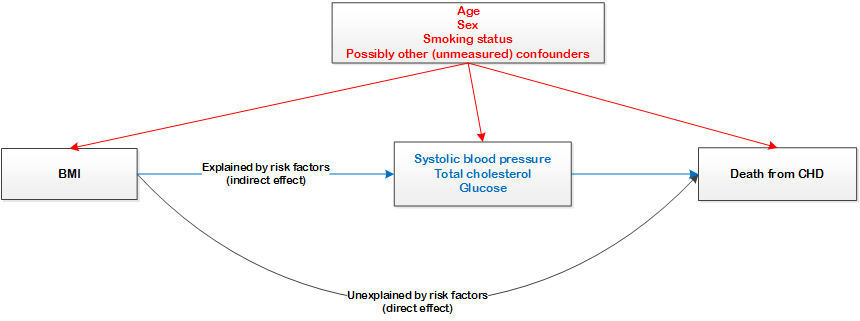 Age
Sex
Smoking status
Possibly other (unmeasured) confounders
BMI
Explained by risk factors
(indirect effect)
Systolic blood pressure
Total cholesterol
Glucose
Death from CHD
Unexplained by risk factors
(direct effect)